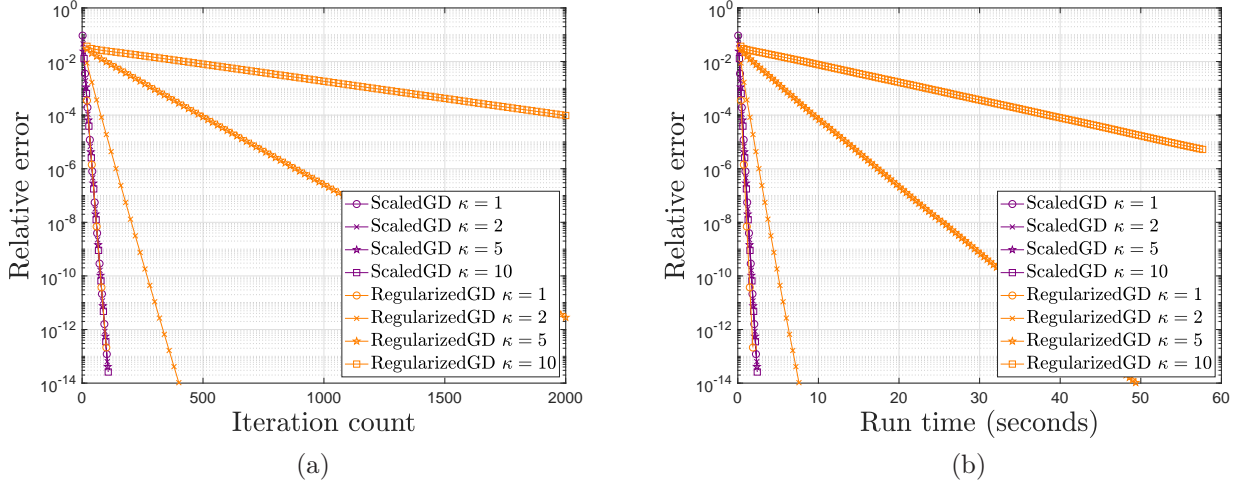 Relative error
10^0
10^-2
10^-4
10^-6
10^-8
10^-10
10^-12
10^-14
ScaledGD κ = 1
ScaledGD κ = 2
ScaledGD κ = 5
ScaledGD κ = 10
RegularizedGD κ = 1
RegularizedGD κ = 2
RegularizedGD κ = 5
RegularizedGD κ = 10
0 500 1000 1500 2000
Iteration count
(a)
Relative error
10^0
10^-2
10^-4
10^-6
10^-8
10^-10
10^-12
10^-14
ScaledGD κ = 1
ScaledGD κ = 2
ScaledGD κ = 5
ScaledGD κ = 10
RegularizedGD κ = 1
RegularizedGD κ = 2
RegularizedGD κ = 5
RegularizedGD κ = 10
0 10 20 30 40 50 60
Run time (seconds)
(b)